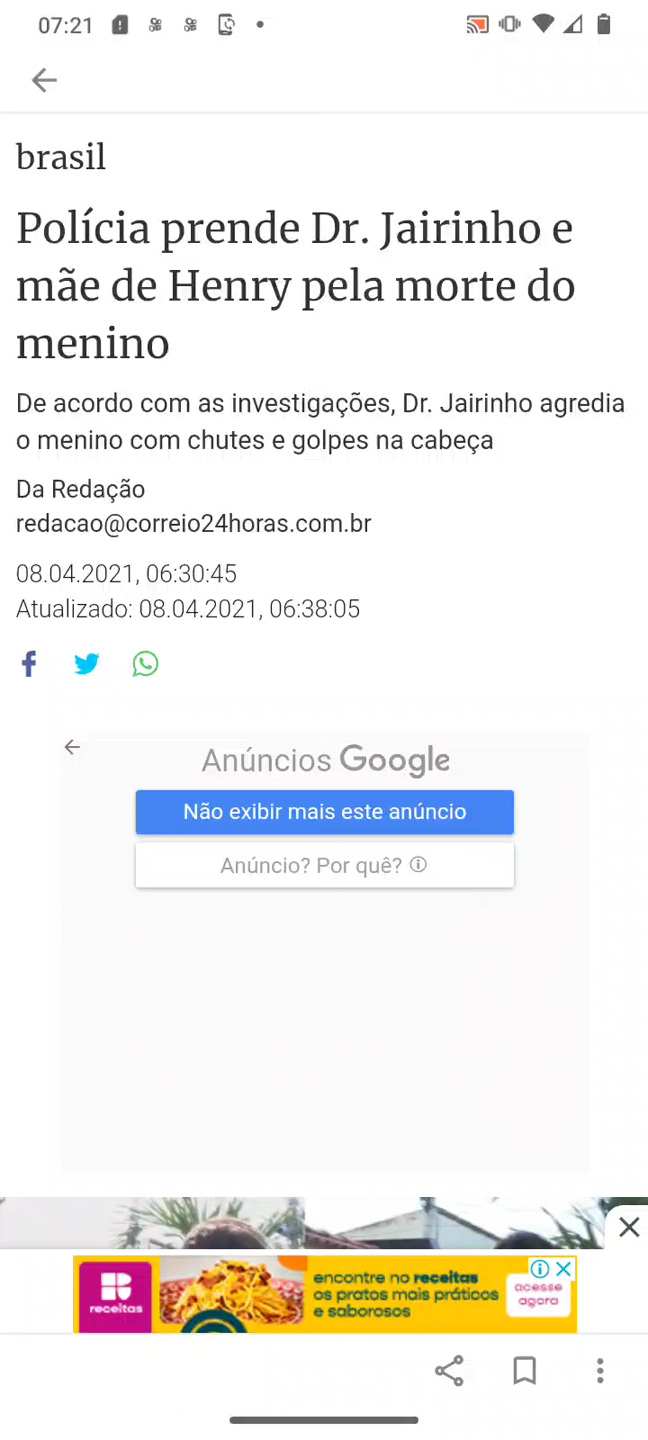 07:21
brasil
Polícia prende Dr. Jairinho e
mãe de Henry pela morte do
menino
De acordo com as investigações, Dr. Jairinho agredia
o menino com chutes e golpes na cabeça
Da Redação
redacao@correio24horas.com.br
08.04.2021, 06:30:45
Atualizado: 08.04.2021, 06:38:05
Anúncios Google
Não exibir mais este anúncio
Anúncio? Por quê?
receitas
encontre no receitas
os pratos mais práticos
e saborosos
acesse
agora